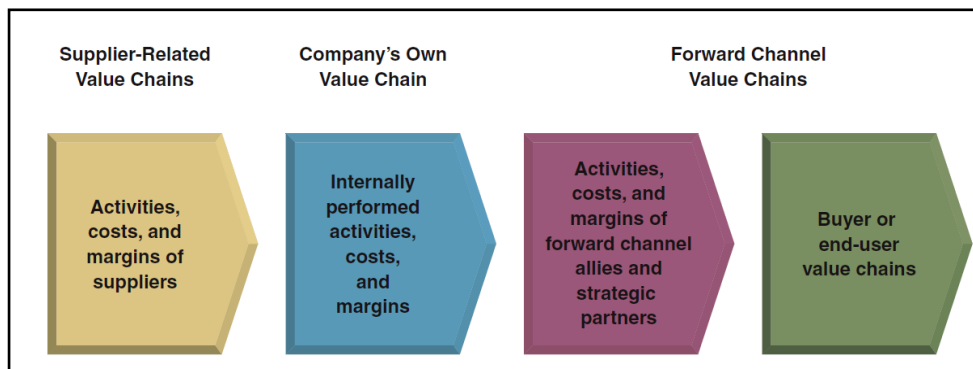 Supplier-Related
Value Chains
Company's Own
Value Chain
Forward Channel
Value Chains
Activities,
costs, and
margins of
suppliers
Internally
performed
activities,
costs,
and
margins
Activities,
costs, and
margins of
forward channel
allies and
strategic
partners
Buyer or
end-user
value chains